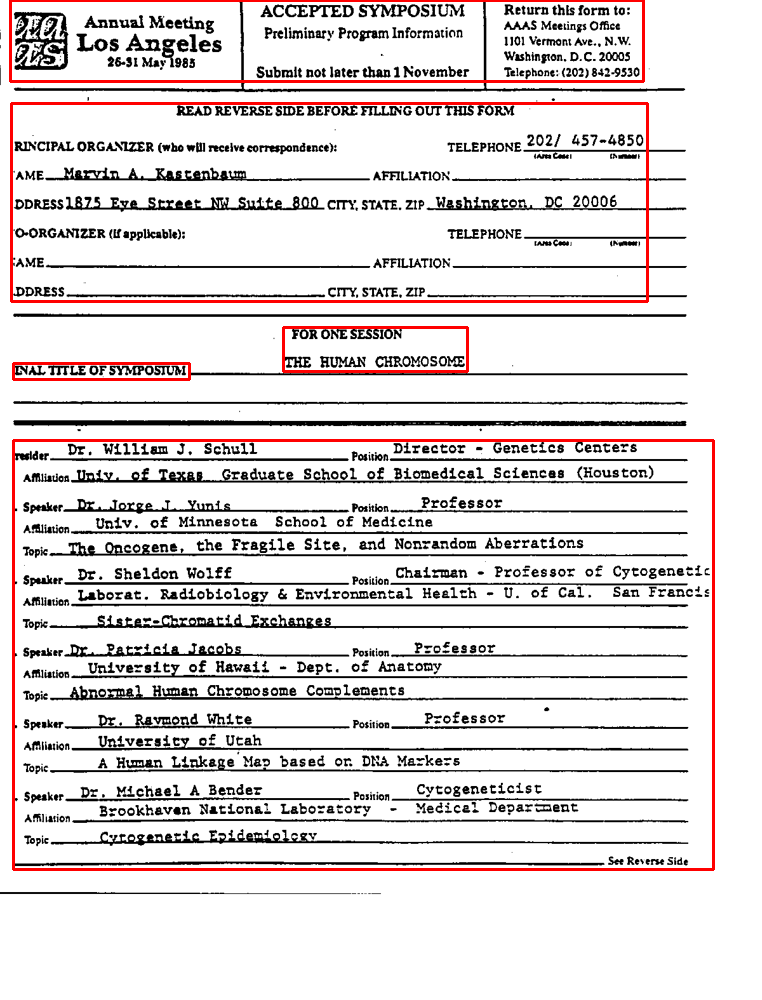 AAAS
Annual Meeting
Los Angeles
26-31 May 1985
ACCEPTED SYMPOSIUM
Preliminary Program Information
Submit not later than 1 November
Return this form to:
AAAS Meetings Office
1101 Vermont Ave., N.W.
Washington, D.C. 20005
Telephone: (202) 842-9530
READ REVERSE SIDE BEFORE FILLING OUT THIS FORM
RINCIPAL ORGANIZER (who will receive correspondence): TELEPHONE 202/ 457-4850
(Area Code) (Number)
AME Marvin A. Kastenbaum AFFILIATION
DDRESS 1875 Eye Street NW Suite 800 CITY, STATE, ZIP Washington, DC 20006
O-ORGANIZER (if applicable): TELEPHONE
(Area Code) (Number)
AME AFFILIATION
DDRESS CITY, STATE, ZIP
FOR ONE SESSION
INAL TITLE OF SYMPOSIUM THE HUMAN CHROMOSOME
resider Dr. William J. Schull Position Director - Genetics Centers
Affiliation Univ. of Texas Graduate School of Biomedical Sciences (Houston)
. Speaker Dr. Jorge J. Yunis Position Professor
Affiliation Univ. of Minnesota School of Medicine
Topic The Oncogene, the Fragile Site, and Nonrandom Aberrations
. Speaker Dr. Sheldon Wolff Position Chairman - Professor of Cytogenetic
Affiliation Laborat. Radiobiology & Environmental Health - U. of Cal. San Francis
Topic Sister-Chromatid Exchanges
. Speaker Dr. Patricia Jacobs Position Professor
Affiliation University of Hawaii - Dept. of Anatomy
Topic Abnormal Human Chromosome Complements
. Speaker Dr. Raymond White Position Professor
Affiliation University of Utah
Topic A Human Linkage Map based on DNA Markers
. Speaker Dr. Michael A Bender Position Cytogeneticist
Affiliation Brookhaven National Laboratory - Medical Department
Topic Cytogenetic Epidemiology
See Reverse Side